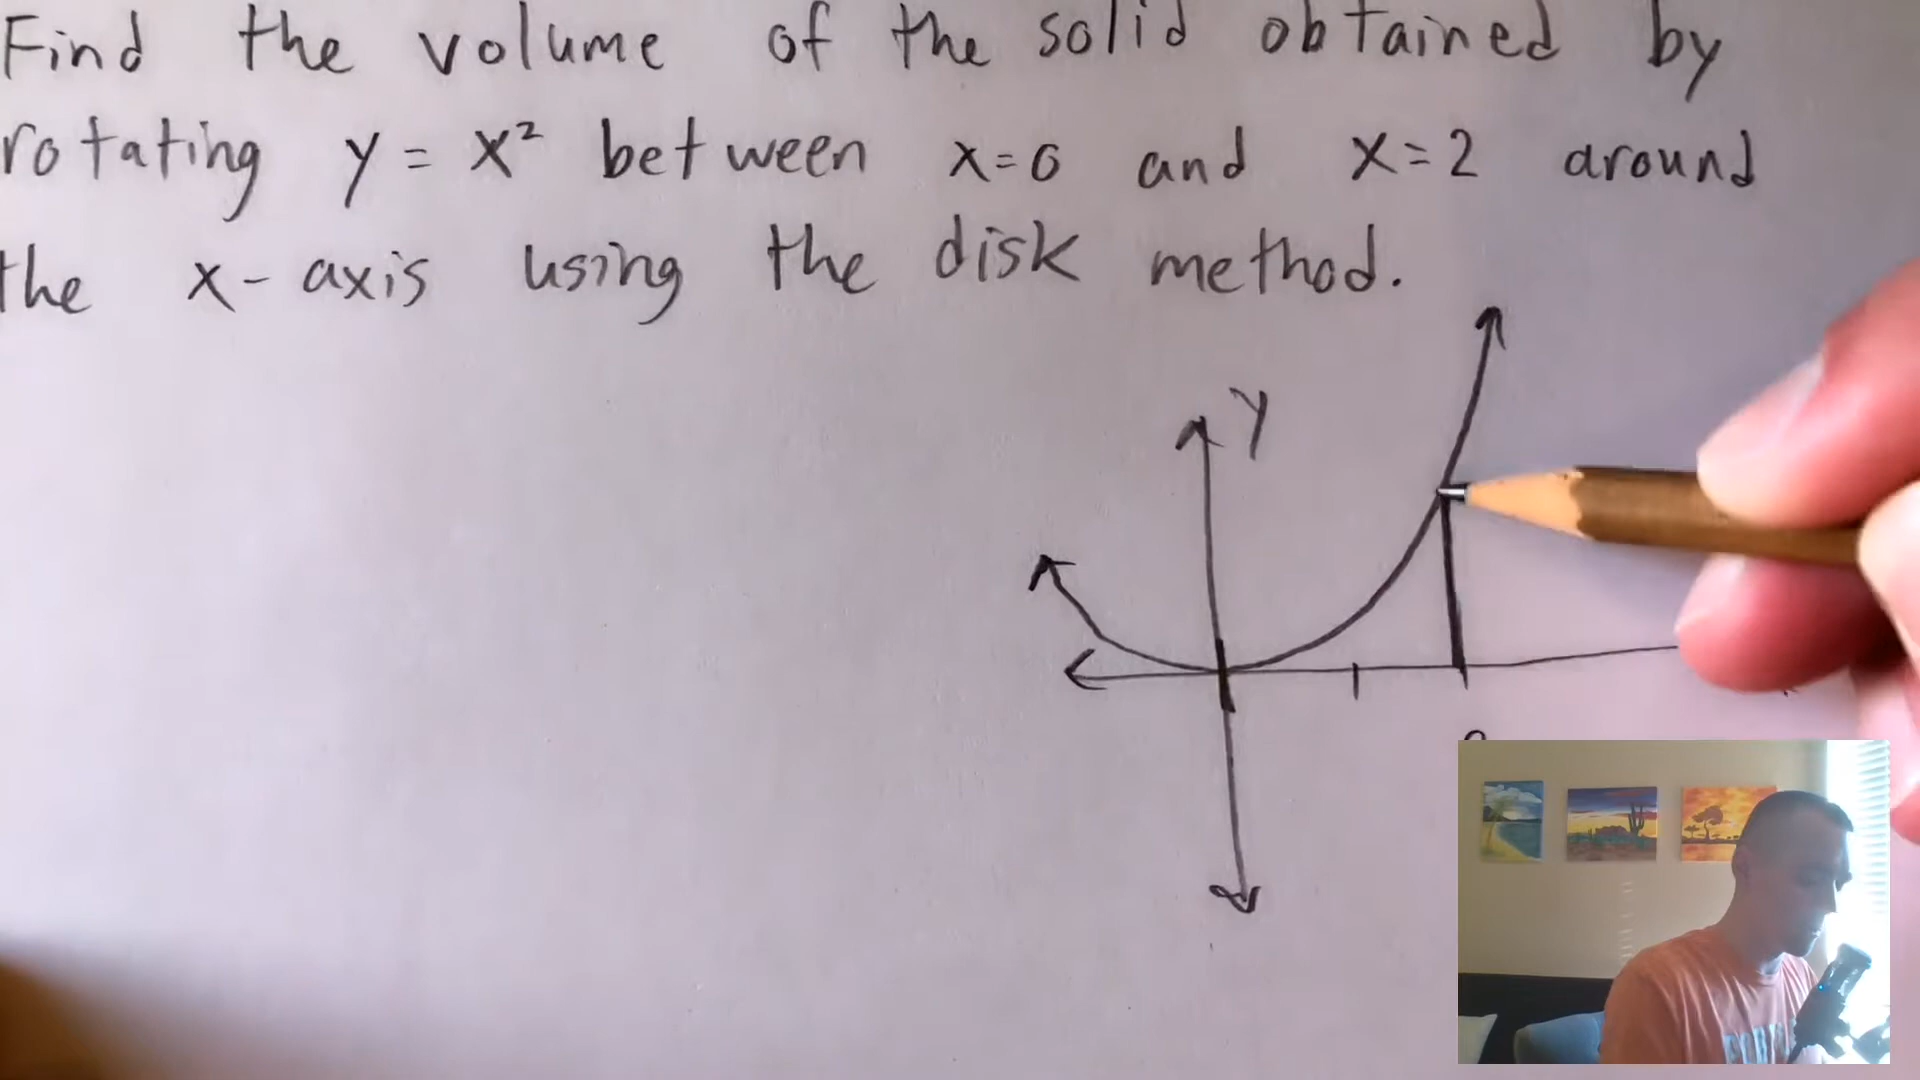 Find the volume of the solid obtained by
rotating y = x² between x=0 and x=2 around
the x-axis using the disk method.
y